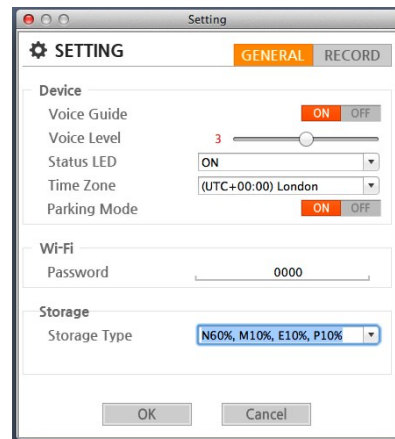 Setting
SETTING GENERAL RECORD
Device
Voice Guide ON OFF
Voice Level 3
Status LED ON
Time Zone (UTC+00:00) London
Parking Mode ON OFF
Wi-Fi
Password 0000
Storage
Storage Type N60%, M10%, E10%, P10%
OK Cancel